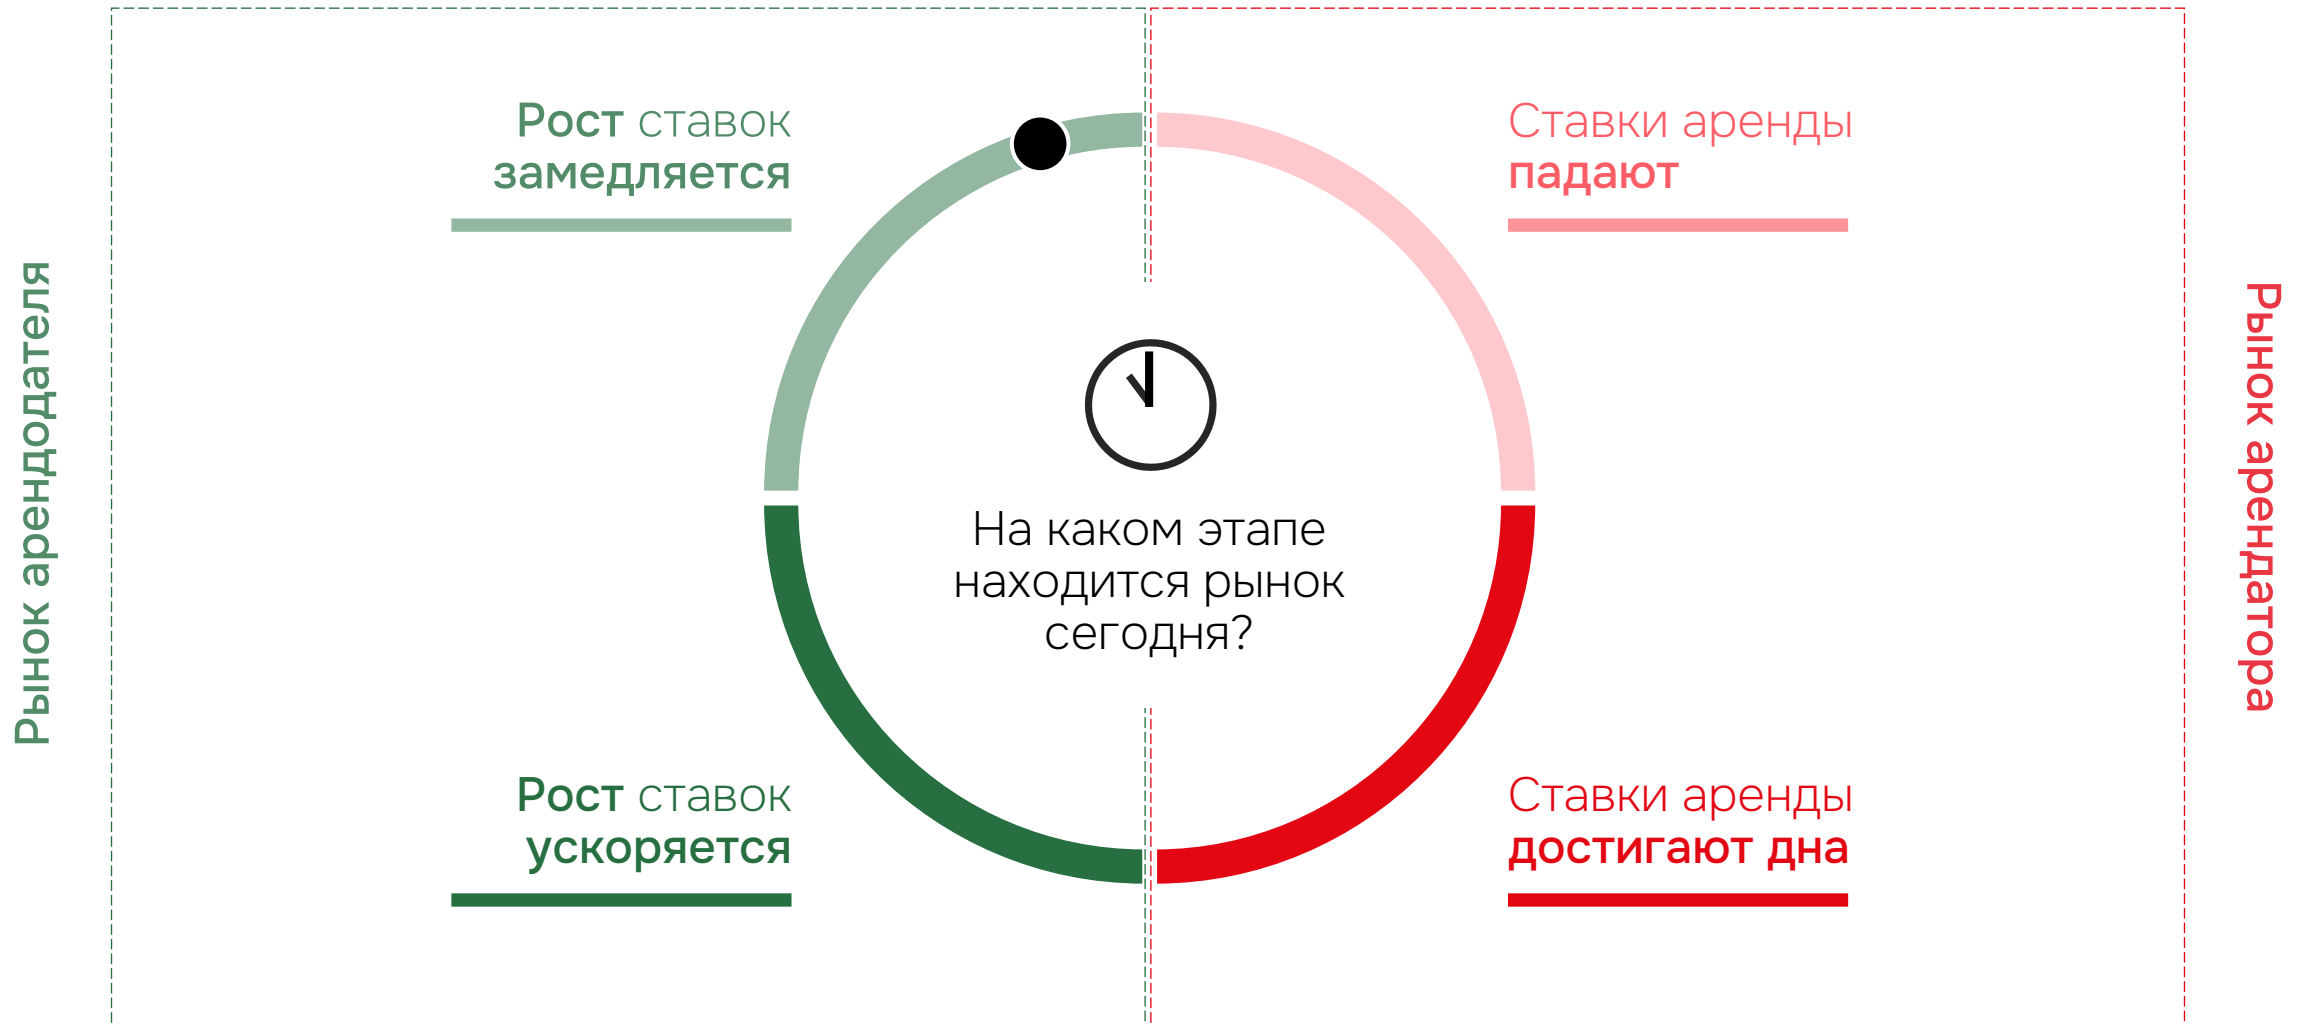 Рынок арендодателя
Рост ставок
замедляется
Ставки аренды
падают
На каком этапе
находится рынок
сегодня?
Рост ставок
ускоряется
Ставки аренды
достигают дна
Рынок арендатора